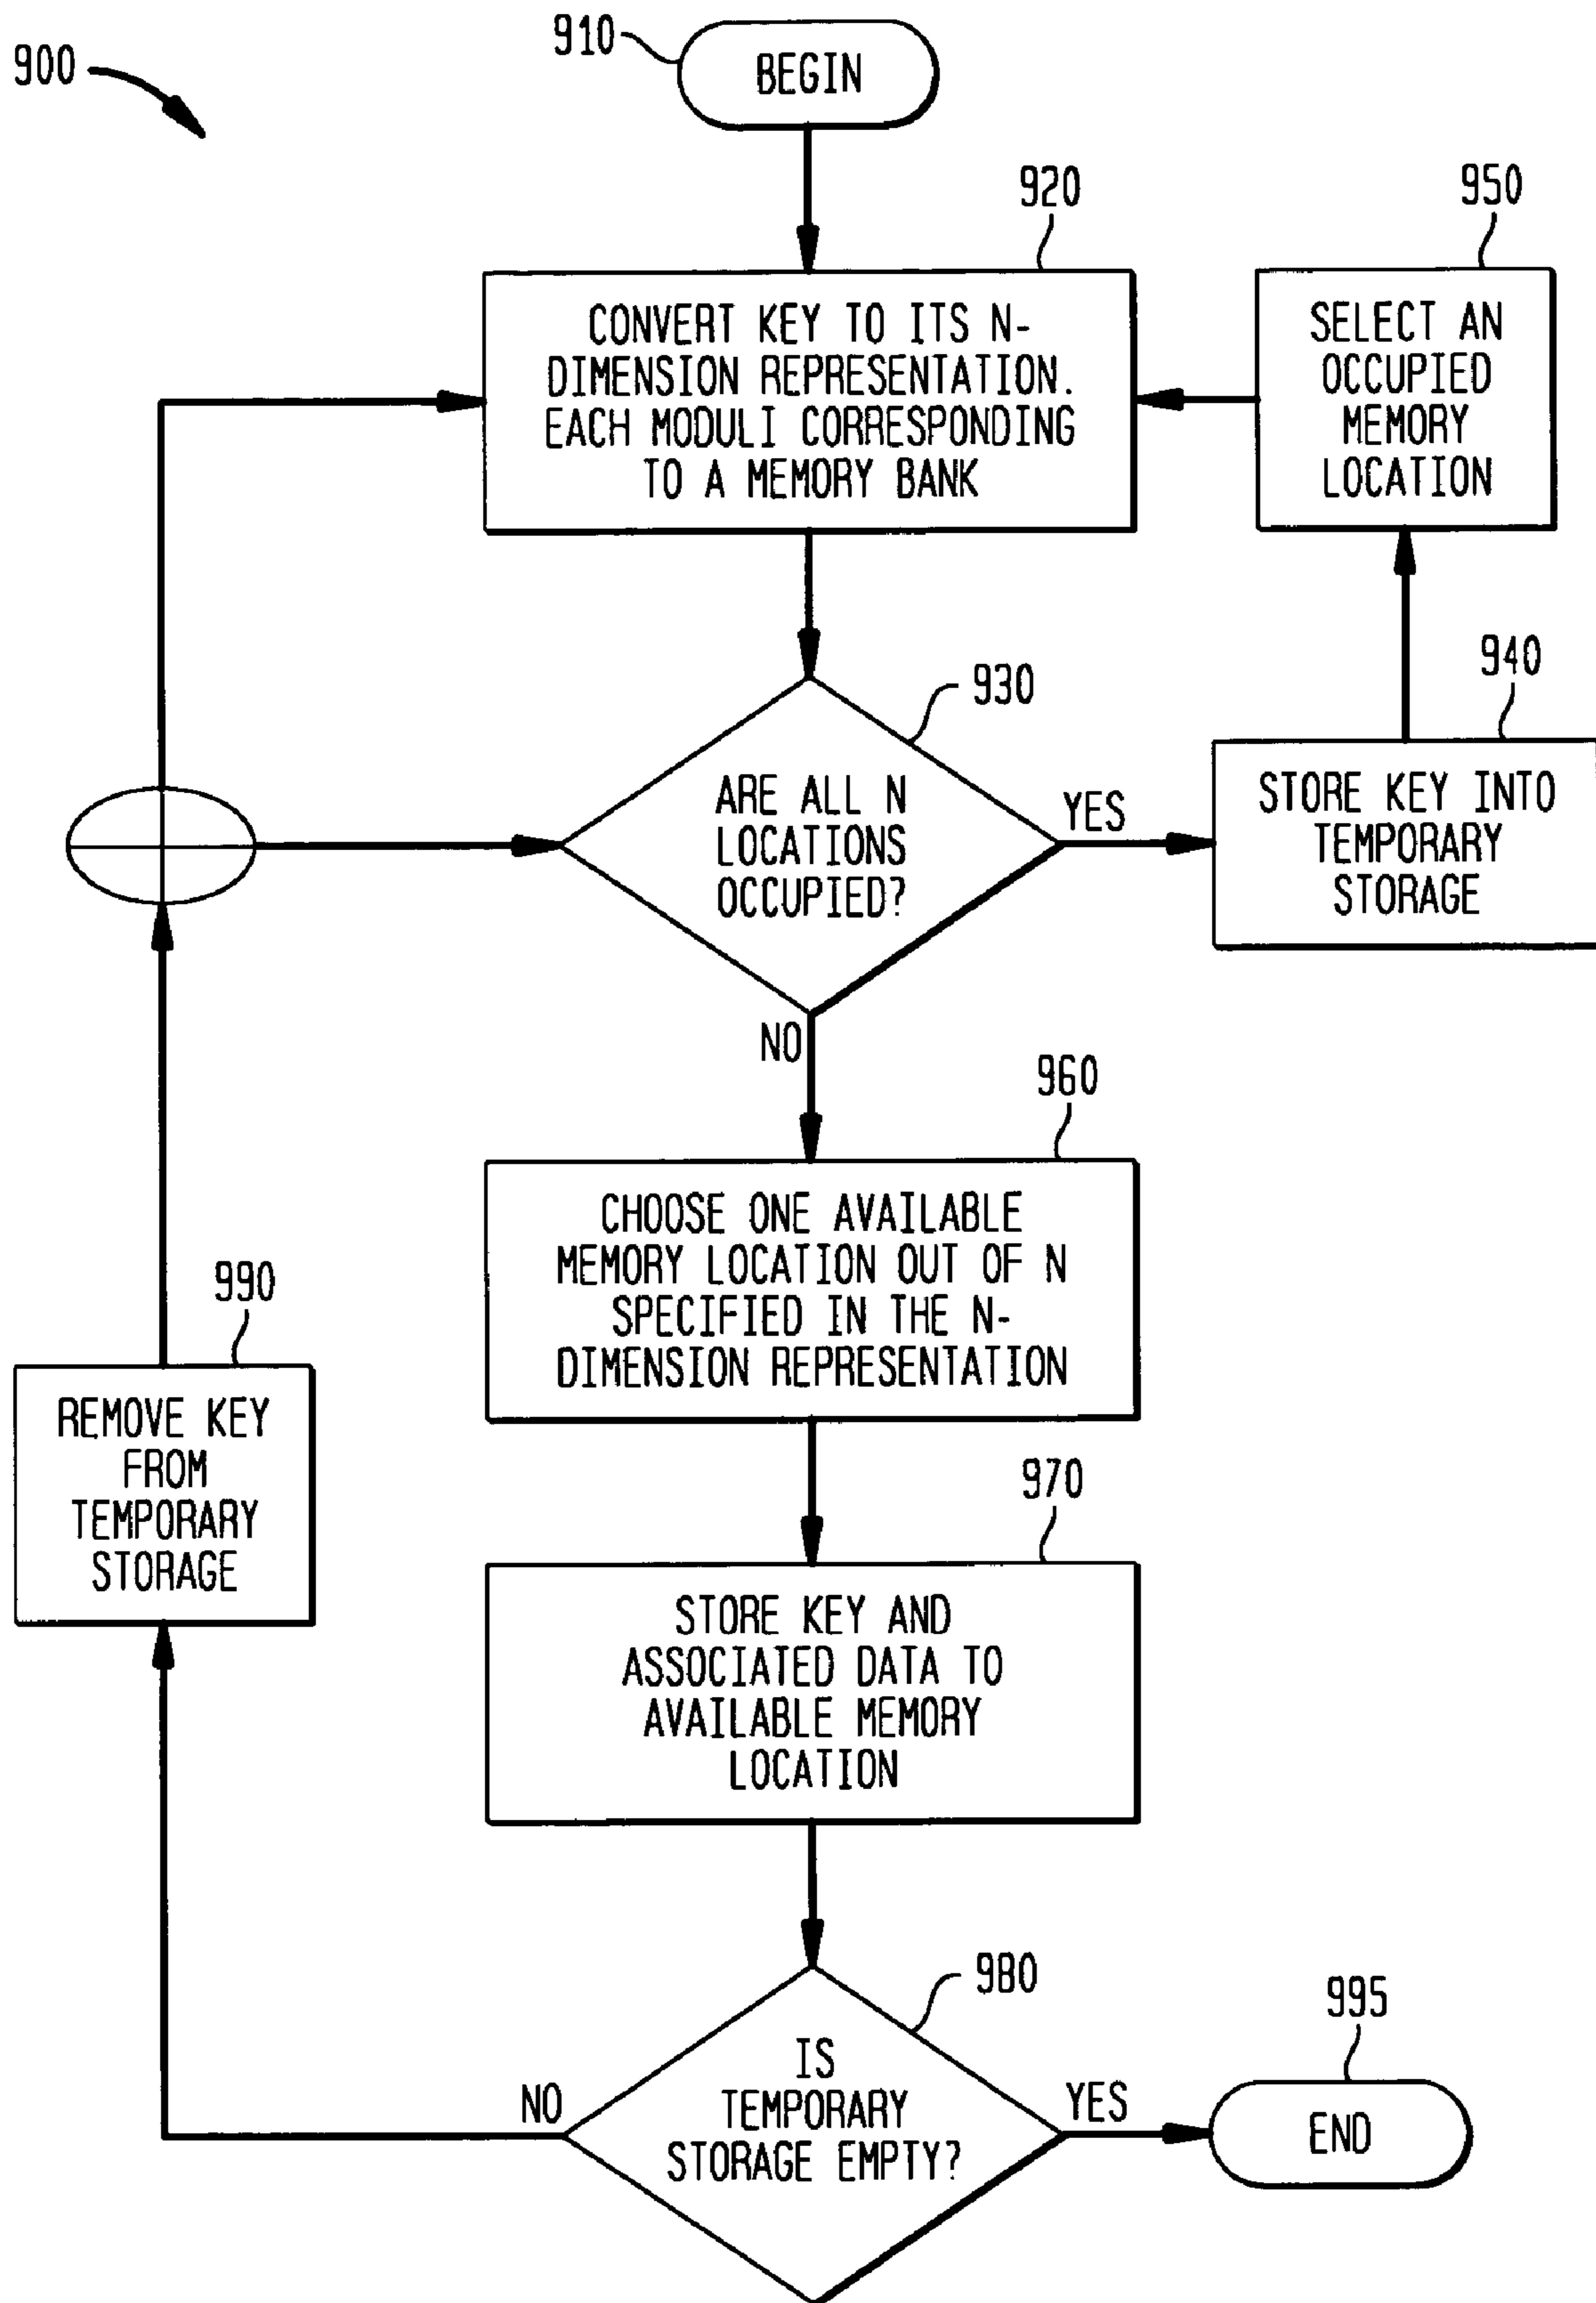 900
910
BEGIN
920
CONVERT KEY TO ITS N-
DIMENSION REPRESENTATION.
EACH MODULI CORRESPONDING
TO A MEMORY BANK
950
SELECT AN
OCCUPIED
MEMORY
LOCATION
930
ARE ALL N
LOCATIONS
OCCUPIED?
YES
940
STORE KEY INTO
TEMPORARY
STORAGE
NO
960
CHOOSE ONE AVAILABLE
MEMORY LOCATION OUT OF N
SPECIFIED IN THE N-
DIMENSION REPRESENTATION
990
REMOVE KEY
FROM
TEMPORARY
STORAGE
970
STORE KEY AND
ASSOCIATED DATA TO
AVAILABLE MEMORY
LOCATION
980
IS
TEMPORARY
STORAGE EMPTY?
NO
YES
995
END